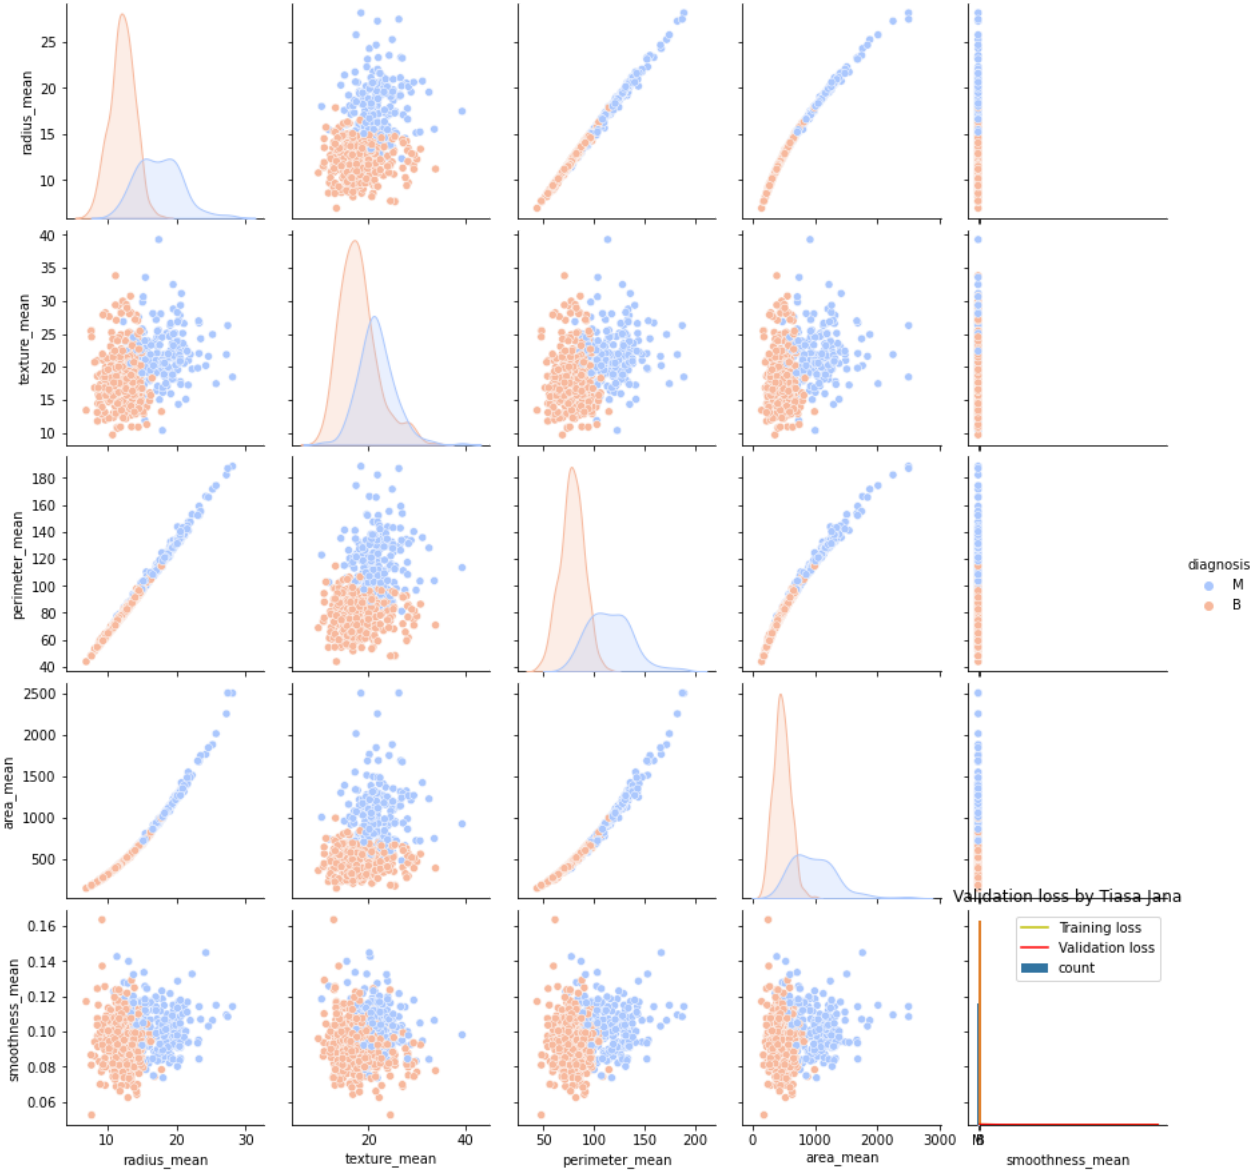 25
20
15
10
radius_mean
40
35
30
25
20
15
10
texture_mean
180
160
140
120
100
80
60
40
perimeter_mean
diagnosis
M
B
2500
2000
1500
1000
500
area_mean
Validation loss by Tiasa Jana
Training loss
Validation loss
count
0.16
0.14
0.12
0.10
0.08
0.06
smoothness_mean
10 20 30
20 40
50 100 150 200
0 1000 2000 3000
radius_mean
texture_mean
perimeter_mean
area_mean
smoothness_mean